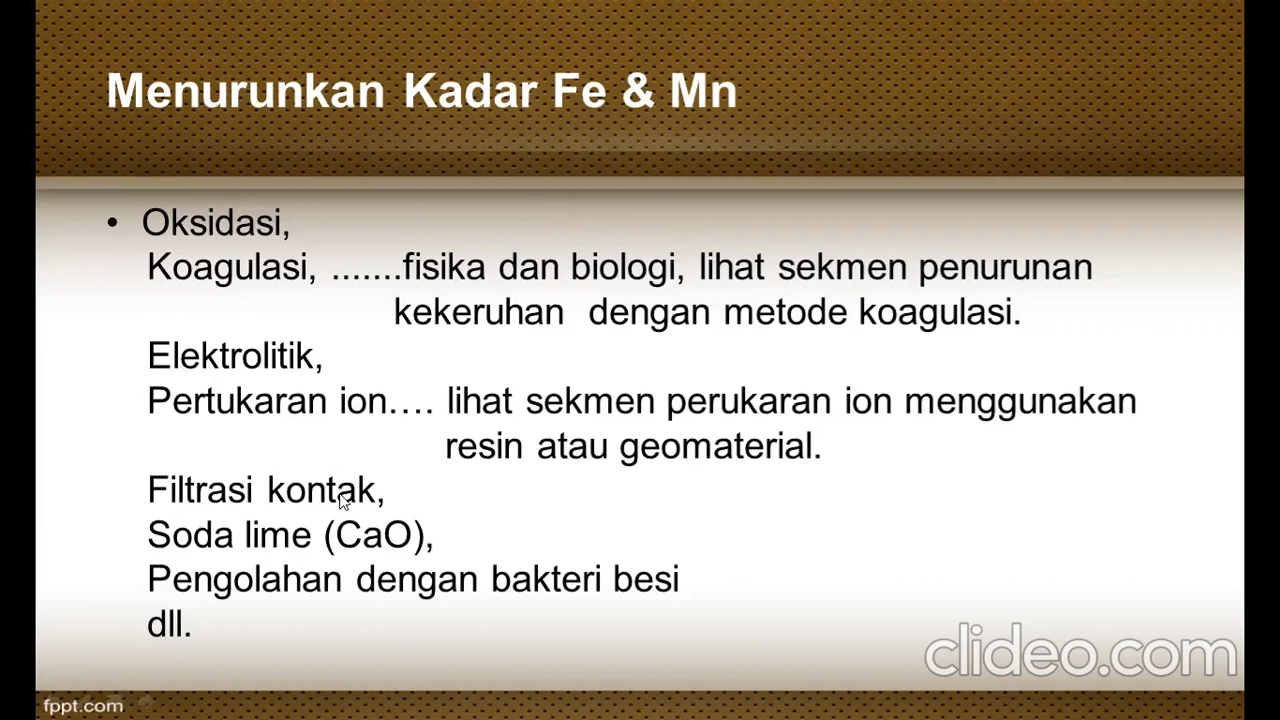 Menurunkan Kadar Fe & Mn
• Oksidasi,
Koagulasi, .......fisika dan biologi, lihat sekmen penurunan
kekeruhan dengan metode koagulasi.
Elektrolitik,
Pertukaran ion…. lihat sekmen perukaran ion menggunakan
resin atau geomaterial.
Filtrasi kontak,
Soda lime (CaO),
Pengolahan dengan bakteri besi
dll.
clideo.com
fppt.com